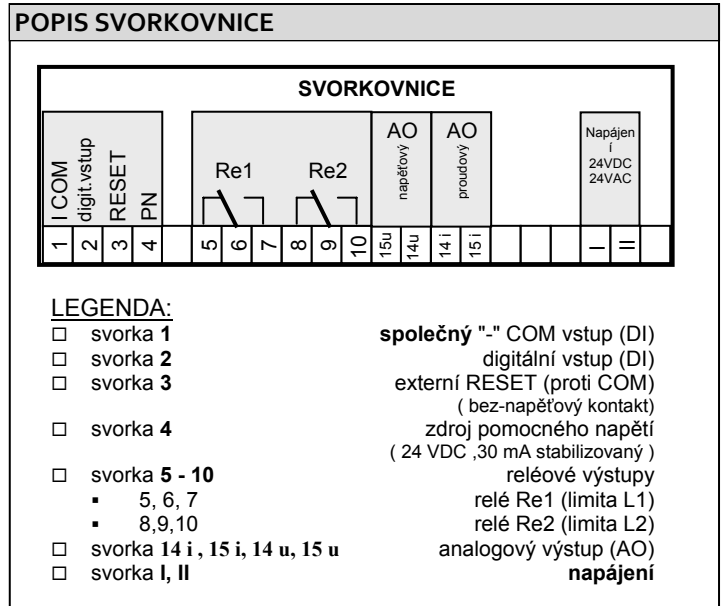 POPIS SVORKOVNICE
SVORKOVNICE
I COM
digit.vstup
RESET
PN
Re1
Re2
AO
napěťový
AO
proudový
Napájen
í
24VDC
24VAC
1 2 3 4 5 6 7 8 9 10 15u 14u 14 i 15 i I II
LEGENDA:
□ svorka 1 společný "-" COM vstup (DI)
□ svorka 2 digitální vstup (DI)
□ svorka 3 externí RESET (proti COM)
( bez-napěťový kontakt)
□ svorka 4 zdroj pomocného napětí
( 24 VDC ,30 mA stabilizovaný )
□ svorka 5 - 10 reléové výstupy
▪ 5, 6, 7 relé Re1 (limita L1)
▪ 8,9,10 relé Re2 (limita L2)
□ svorka 14 i , 15 i, 14 u, 15 u analogový výstup (AO)
□ svorka I, II napájení